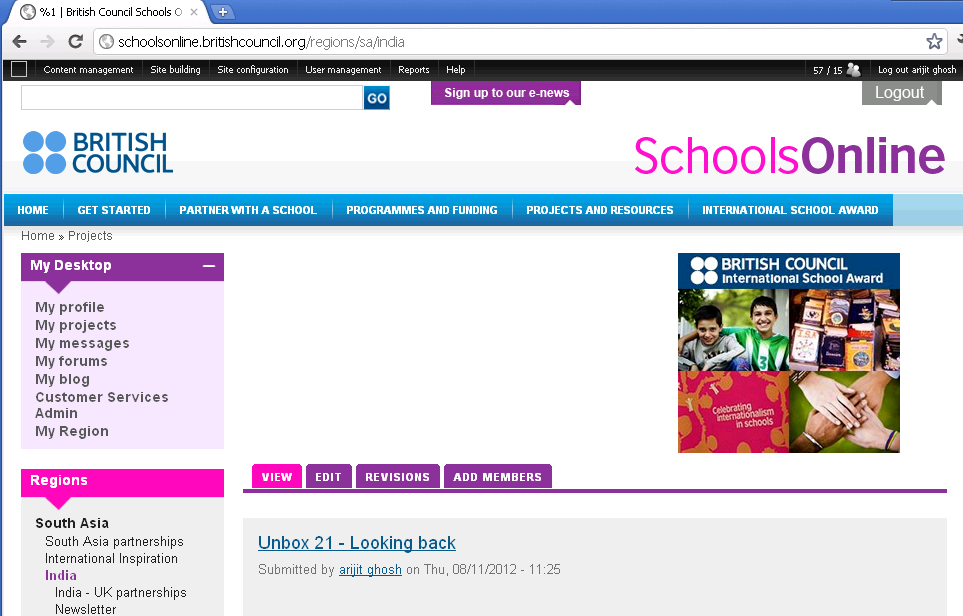 %1 | British Council Schools O
schoolsonline.britishcouncil.org/regions/sa/india
Content management Site building Site configuration User management Reports Help 57 / 15 Log out arijit ghosh
GO Sign up to our e-news Logout
BRITISH COUNCIL
SchoolsOnline
HOME GET STARTED PARTNER WITH A SCHOOL PROGRAMMES AND FUNDING PROJECTS AND RESOURCES INTERNATIONAL SCHOOL AWARD
Home » Projects
My Desktop
My profile
My projects
My messages
My forums
My blog
Customer Services
Admin
My Region
BRITISH COUNCIL
International School Award
I.S.A
3
Celebrating
internationalism
in schools
VIEW EDIT REVISIONS ADD MEMBERS
Regions
South Asia
South Asia partnerships
International Inspiration
India
India - UK partnerships
Newsletter
Unbox 21 - Looking back
Submitted by arijit ghosh on Thu, 08/11/2012 - 11:25